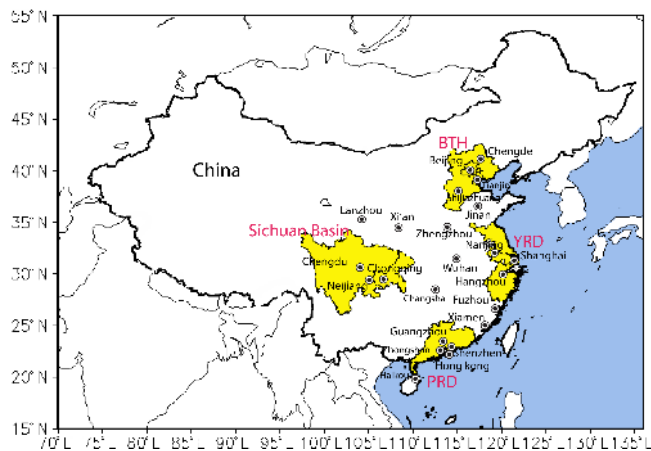 55°N
50°N
45°N
40°N
35°N
30°N
25°N
20°N
15°N
70°E 75°E 80°E 85°E 90°E 95°E 100°E 105°E 110°E 115°E 120°E 125°E 130°E 135°E
China
BTH
Chengde
Beijing
Tianjin
Shijiazhuang
Jinan
Lanzhou
Xi'an
Zhengzhou
Sichuan Basin
Nanjing
YRD
Shanghai
Chengdu
Chongqing
Wuhan
Neijiang
Hangzhou
Changsha
Fuzhou
Xiamen
Guangzhou
Shenzhen
Hong kong
Haikou
PRD